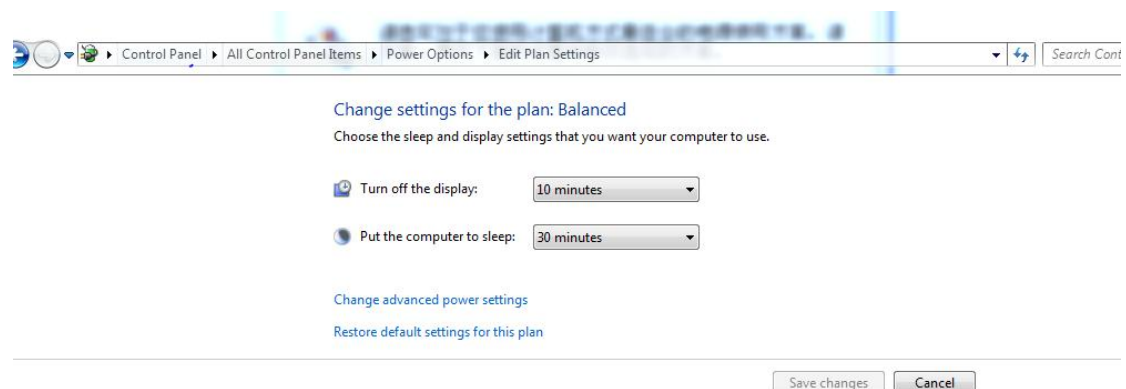 Control Panel ▸ All Control Panel Items ▸ Power Options ▸ Edit Plan Settings
Search Cont
Change settings for the plan: Balanced
Choose the sleep and display settings that you want your computer to use.
Turn off the display: 10 minutes
Put the computer to sleep: 30 minutes
Change advanced power settings
Restore default settings for this plan
Save changes Cancel